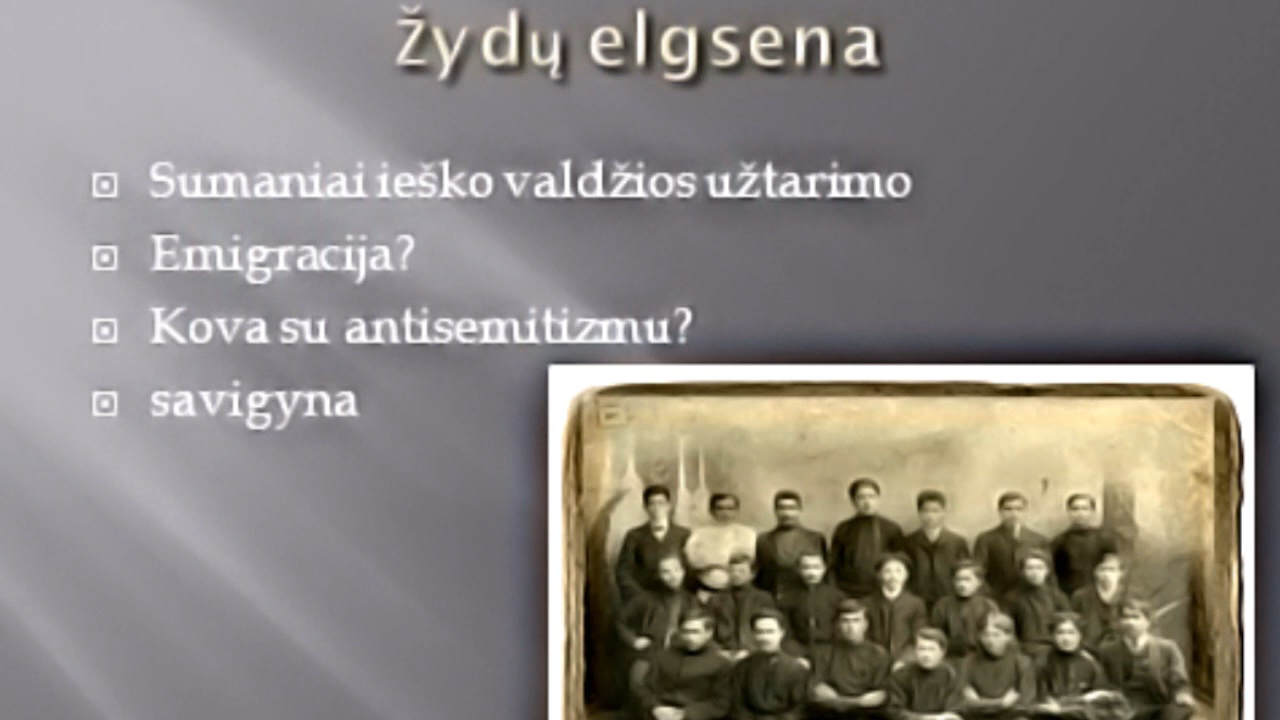 Žydų elgsena
Sumaniai ieško valdžios užtarimo
Emigracija?
Kova su antisemitizmu?
savigyna